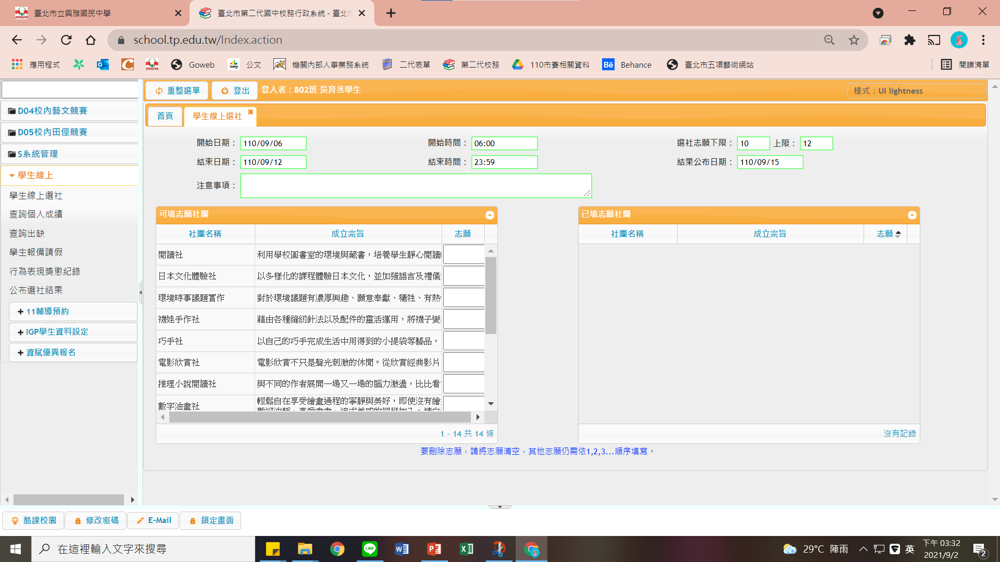 臺北市立興雅國民中學
臺北市第二代國中校務行政系統 - 臺北市
school.tp.edu.tw/Index.action
應用程式
XINGYA
Goweb
公文
機關內部人事業務系統
二代表單
第二代校務
110市賽相關資料
Bē Behance
臺北市五項藝術網站
閱讀清單
重整選單
登出
登入者：802班 吳育丞學生
樣式：UI lightness
D04校內藝文競賽
D05校內田徑競賽
S系統管理
學生線上
學生線上選社
查詢個人成績
查詢出缺
學生報備請假
行為表現獎懲紀錄
公布選社結果
11輔導預約
IGP學生資料設定
資賦優異報名
首頁
學生線上選社
開始日期： 110/09/06
開始時間： 06:00
選社志願下限： 10 上限： 12
結束日期： 110/09/12
結束時間： 23:59
結果公布日期： 110/09/15
注意事項：
可填志願社團
社團名稱 成立宗旨 志願
閱讀社 利用學校圖書室的環境與藏書，培養學生靜心閱讀
日本文化體驗社 以多樣化的課程體驗日本文化，並加強語言及禮儀
環境時事議題實作 對於環境議題有濃厚興趣、願意奉獻、犧牲、有熱
襪娃手作社 藉由各種縫紉針法以及配件的靈活運用，將襪子變
巧手社 以自己的巧手完成生活中用得到的小提袋等藝品，
電影欣賞社 電影欣賞不只是聲光刺激的休閒。從欣賞經典影片
推理小說閱讀社 與不同的作者展開一場又一場的腦力激盪，比比看
數字油畫社 輕鬆自在享受繪畫過程的寧靜與美好，即使沒有繪
1 - 14 共 14 條
已填志願社團
社團名稱 成立宗旨 志願
沒有記錄
要刪除志願，請將志願清空，其他志願仍需依1,2,3...順序填寫。
酷課校園
修改密碼
E-Mail
鎖定畫面
在這裡輸入文字來搜尋
29°C 陣雨
英
下午 03:32
2021/9/2
2